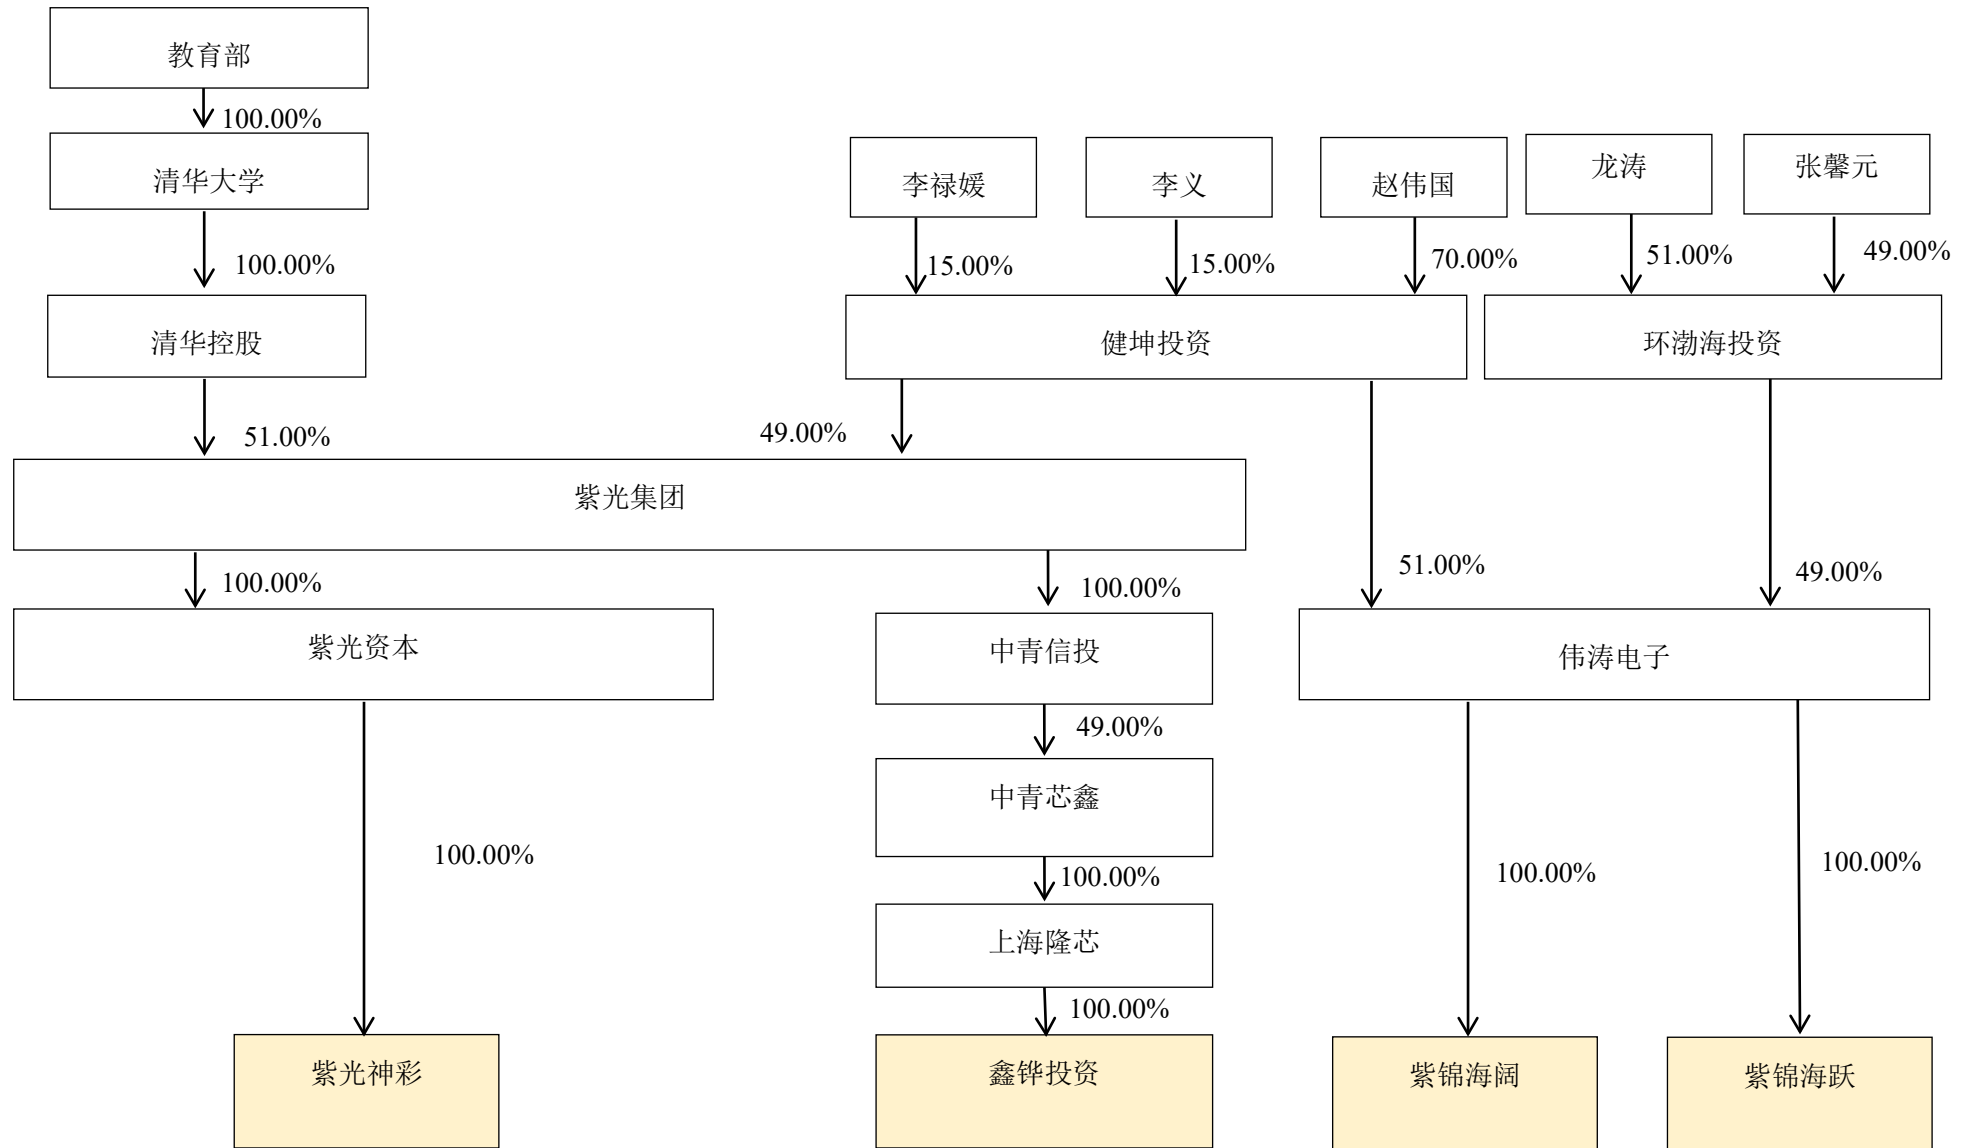 教育部
100.00%
清华大学
李禄媛
李义
赵伟国
龙涛
张馨元
100.00%
15.00%
15.00%
70.00%
51.00%
49.00%
清华控股
健坤投资
环渤海投资
51.00%
49.00%
紫光集团
100.00%
100.00%
51.00%
49.00%
紫光资本
中青信投
伟涛电子
49.00%
中青芯鑫
100.00%
100.00%
100.00%
100.00%
上海隆芯
100.00%
紫光神彩
鑫铧投资
紫锦海阔
紫锦海跃